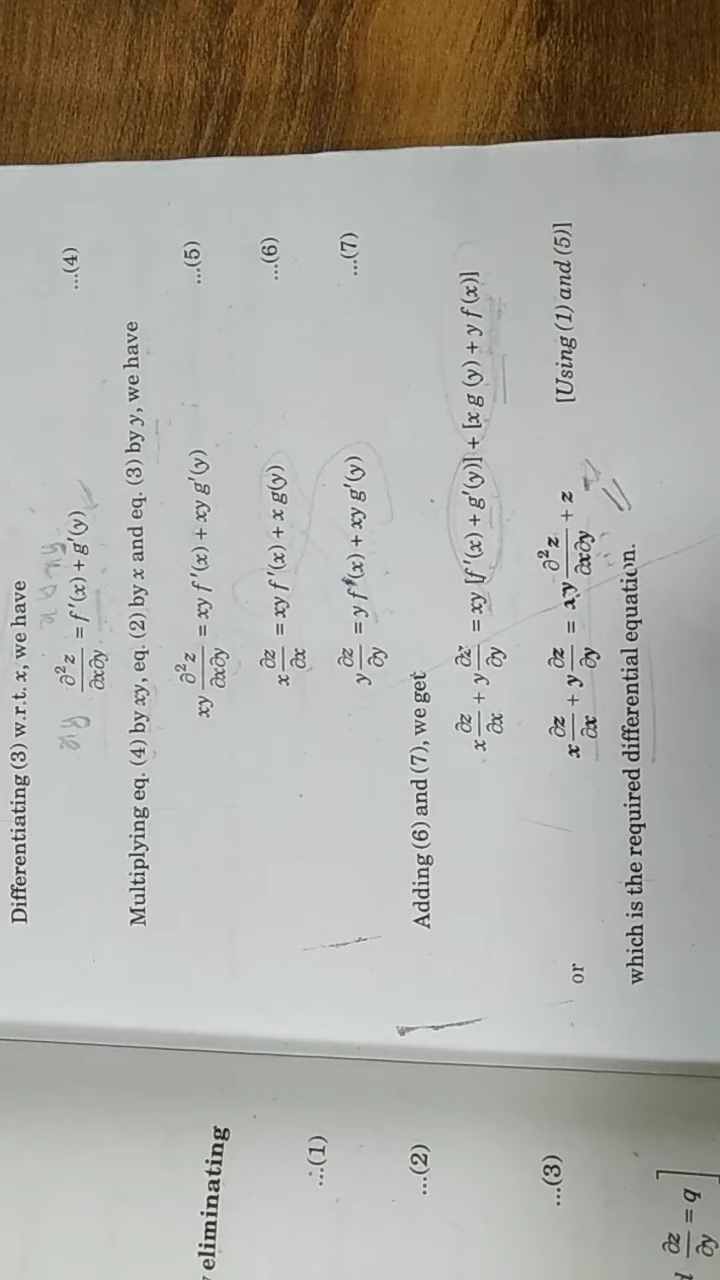 Differentiating (3) w.r.t. x, we have
∂²z/∂x∂y = f′(x) + g′(y) ...(4)
Multiplying eq. (4) by xy, eq. (2) by x and eq. (3) by y, we have
xy ∂²z/∂x∂y = xy f′(x) + xy g′(y) ...(5)
x ∂z/∂x = xy f′(x) + x g(y) ...(6)
y ∂z/∂y = y f(x) + xy g′(y) ...(7)
Adding (6) and (7), we get
x ∂z/∂x + y ∂z/∂y = xy [f′(x) + g′(y)] + [x g (y) + y f (x)]
or x ∂z/∂x + y ∂z/∂y = xy ∂²z/∂x∂y + z [Using (1) and (5)]
which is the required differential equation.
eliminating
...(1)
...(2)
...(3)
∂z/∂y = q ]